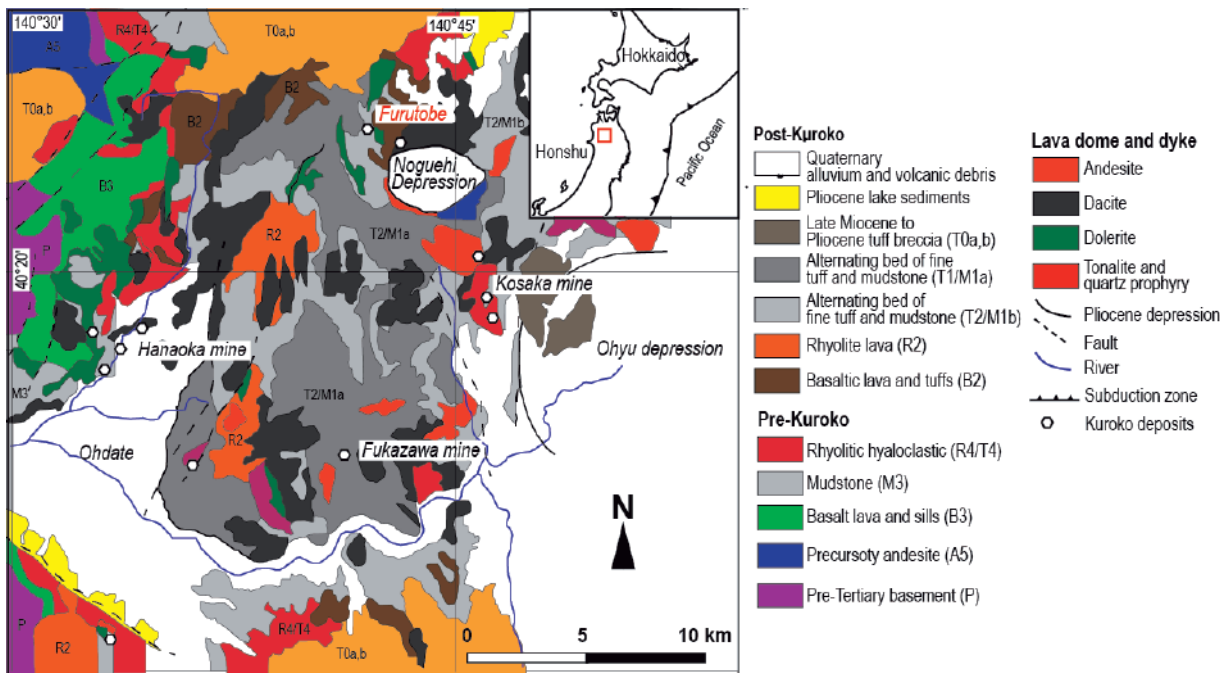 140°30'
140°45'
40°20'
A5
R4/T4
T0a,b
T0a,b
B2
B2
Furutobe
T2/M1b
Noguehi
Depression
B3
P
R2
T2/M1a
Kosaka mine
Hanaoka mine
Ohyu depression
M3
T2/M1a
R2
Ohdate
Fukazawa mine
N
P
R2
R4/T4
T0a,b
0 5 10 km
Hokkaido
Honshu
Pacific Ocean
Post-Kuroko
Quaternary
alluvium and volcanic debris
Pliocene lake sediments
Late Miocene to
Pliocene tuff breccia (T0a,b)
Alternating bed of fine
tuff and mudstone (T1/M1a)
Alternating bed of
fine tuff and mudstone (T2/M1b)
Rhyolite lava (R2)
Basaltic lava and tuffs (B2)
Pre-Kuroko
Rhyolitic hyaloclastic (R4/T4)
Mudstone (M3)
Basalt lava and sills (B3)
Precursoty andesite (A5)
Pre-Tertiary basement (P)
Lava dome and dyke
Andesite
Dacite
Dolerite
Tonalite and
quartz prophyry
Pliocene depression
Fault
River
Subduction zone
Kuroko deposits